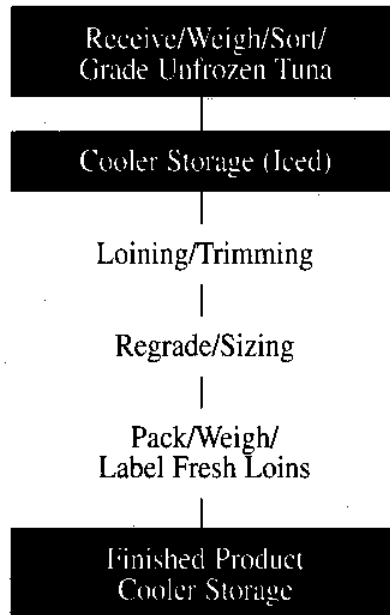 Receive/Weigh/Sort/
Grade Unfrozen Tuna
Cooler Storage (Iced)
Loining/Trimming
Regrade/Sizing
Pack/Weigh/
Label Fresh Loins
Finished Product
Cooler Storage